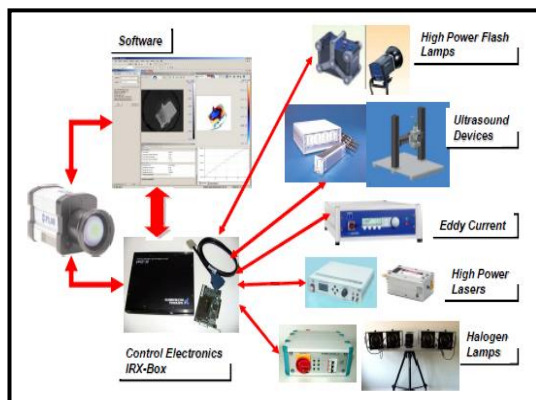 Software
High Power Flash
Lamps
Ultrasound
Devices
Eddy Current
High Power
Lasers
Halogen
Lamps
Control Electronics
IRX-Box